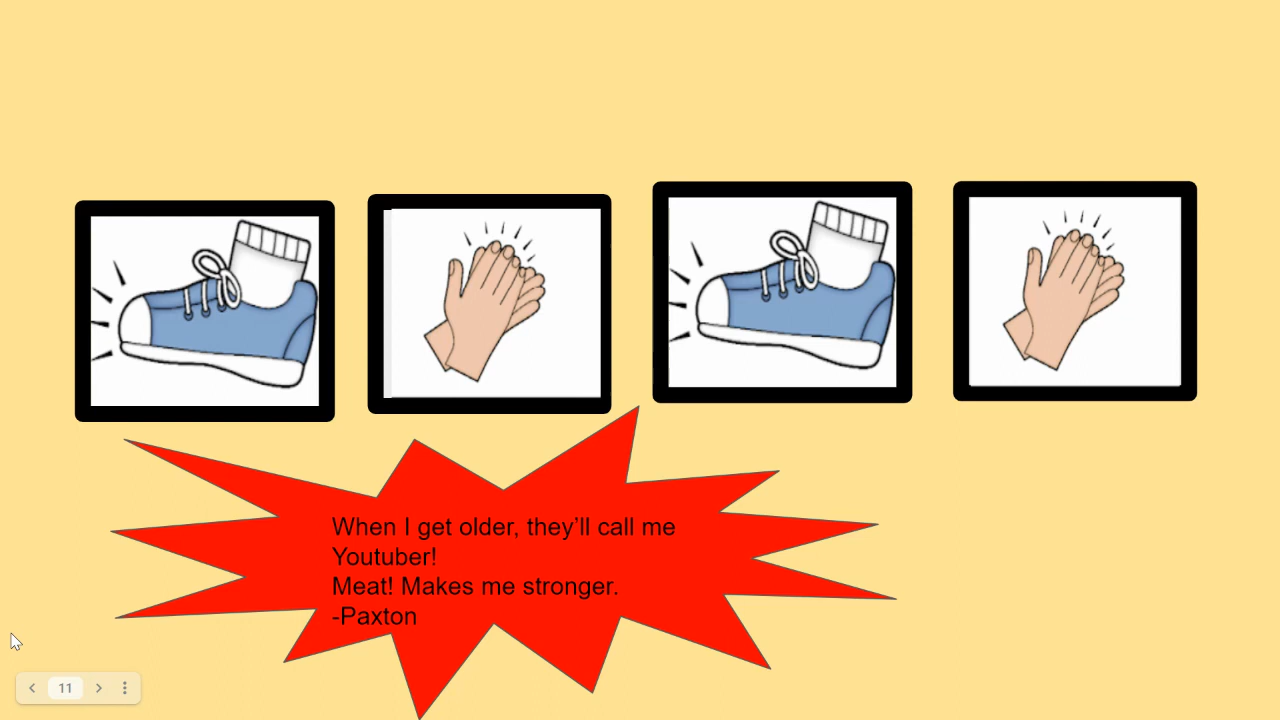 When I get older, they’ll call me
Youtuber!
Meat! Makes me stronger.
-Paxton
11